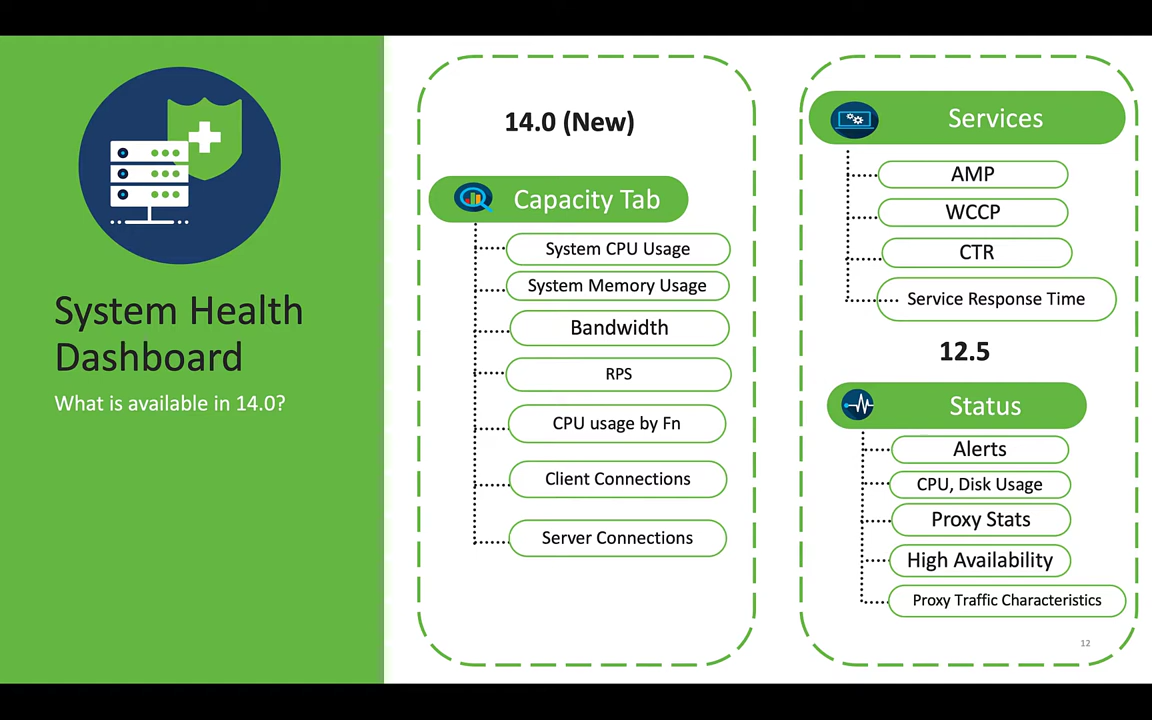 System Health
Dashboard
What is available in 14.0?
14.0 (New)
Capacity Tab
System CPU Usage
System Memory Usage
Bandwidth
RPS
CPU usage by Fn
Client Connections
Server Connections
Services
AMP
WCCP
CTR
Service Response Time
12.5
Status
Alerts
CPU, Disk Usage
Proxy Stats
High Availability
Proxy Traffic Characteristics
12